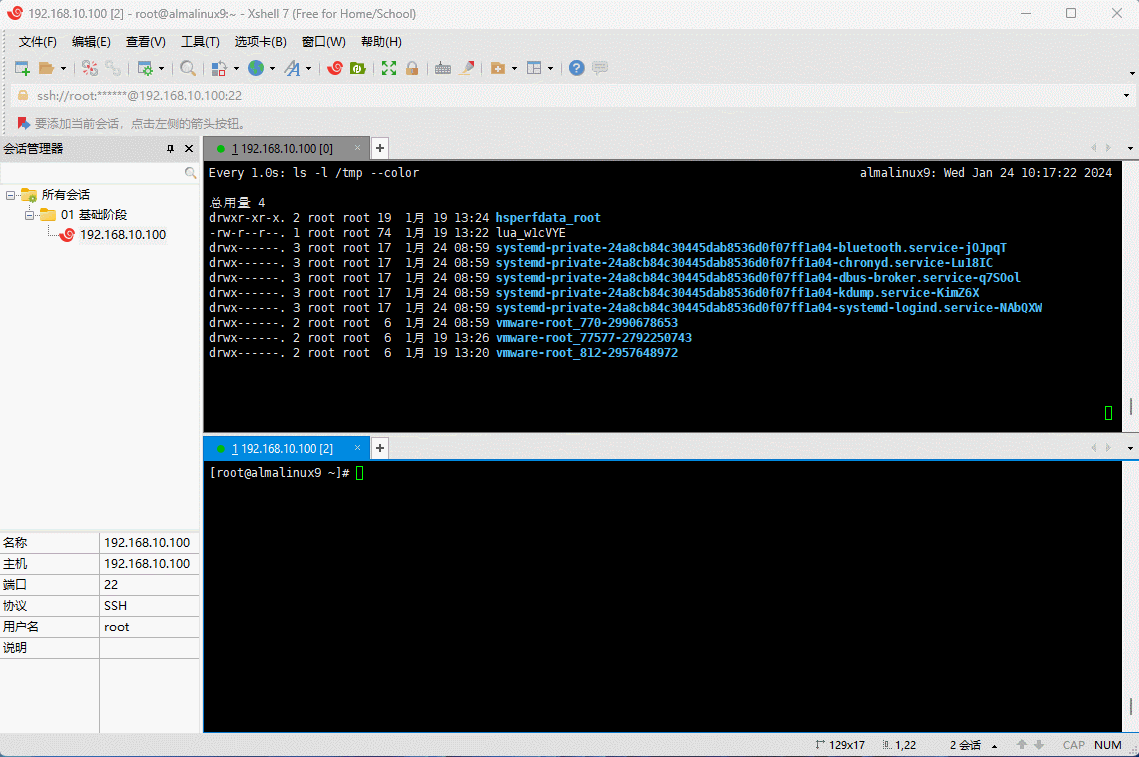 192.168.10.100 [2] - root@almalinux9:~ - Xshell 7 (Free for Home/School)
文件(F) 编辑(E) 查看(V) 工具(T) 选项卡(B) 窗口(W) 帮助(H)
ssh://root:******@192.168.10.100:22
要添加当前会话，点击左侧的箭头按钮。
会话管理器
所有会话
01 基础阶段
192.168.10.100
名称 192.168.10.100
主机 192.168.10.100
端口 22
协议 SSH
用户名 root
说明
1 192.168.10.100 [0]
Every 1.0s: ls -l /tmp --color almalinux9: Wed Jan 24 10:17:22 2024
总用量 4
drwxr-xr-x. 2 root root 19 1月 19 13:24 hsperfdata_root
-rw-r--r--. 1 root root 74 1月 19 13:22 lua_w1cVYE
drwx------. 3 root root 17 1月 24 08:59 systemd-private-24a8cb84c30445dab8536d0f07ff1a04-bluetooth.service-jOJpqT
drwx------. 3 root root 17 1月 24 08:59 systemd-private-24a8cb84c30445dab8536d0f07ff1a04-chronyd.service-Lu18IC
drwx------. 3 root root 17 1月 24 08:59 systemd-private-24a8cb84c30445dab8536d0f07ff1a04-dbus-broker.service-q7SOol
drwx------. 3 root root 17 1月 24 08:59 systemd-private-24a8cb84c30445dab8536d0f07ff1a04-kdump.service-KimZ6X
drwx------. 3 root root 17 1月 24 08:59 systemd-private-24a8cb84c30445dab8536d0f07ff1a04-systemd-logind.service-NAbQXW
drwx------. 2 root root 6 1月 24 08:59 vmware-root_770-2990678653
drwx------. 2 root root 6 1月 19 13:26 vmware-root_77577-2792250743
drwx------. 2 root root 6 1月 19 13:20 vmware-root_812-2957648972
1 192.168.10.100 [2]
[root@almalinux9 ~]#
129x17 1,22 2 会话 CAP NUM